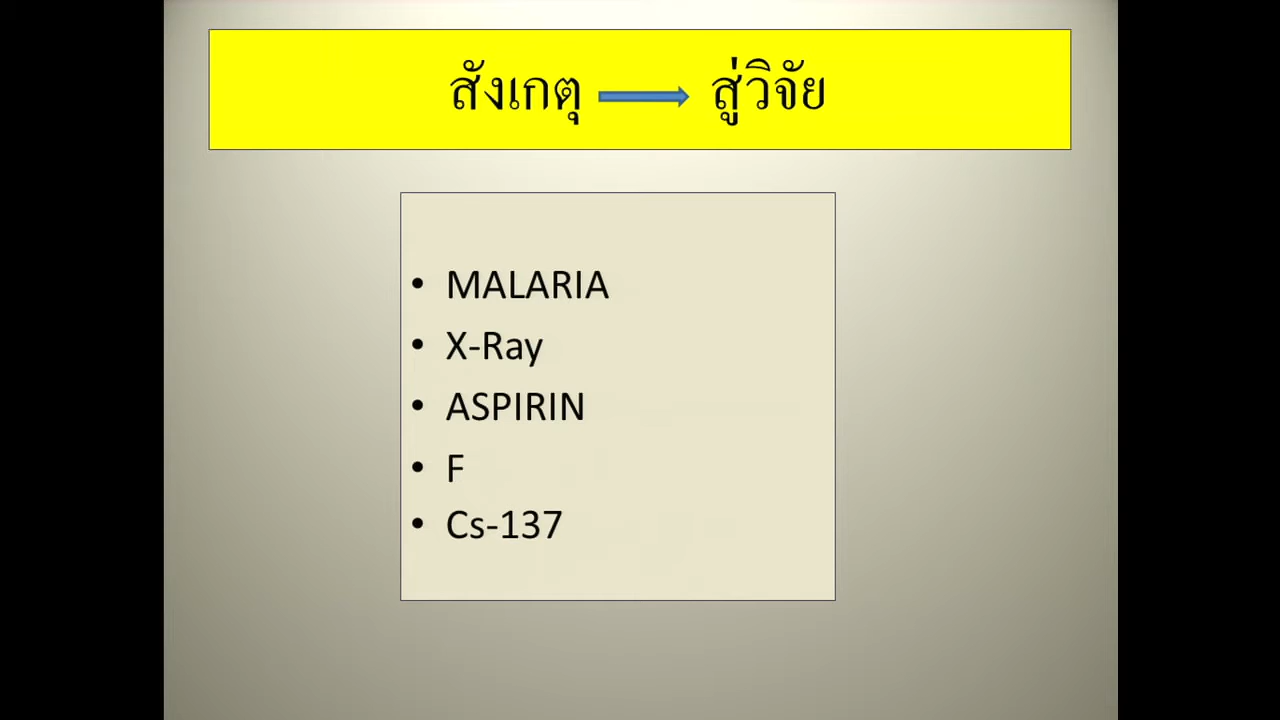 สังเกตุ สู่วิจัย
• MALARIA
• X-Ray
• ASPIRIN
• F
• Cs-137